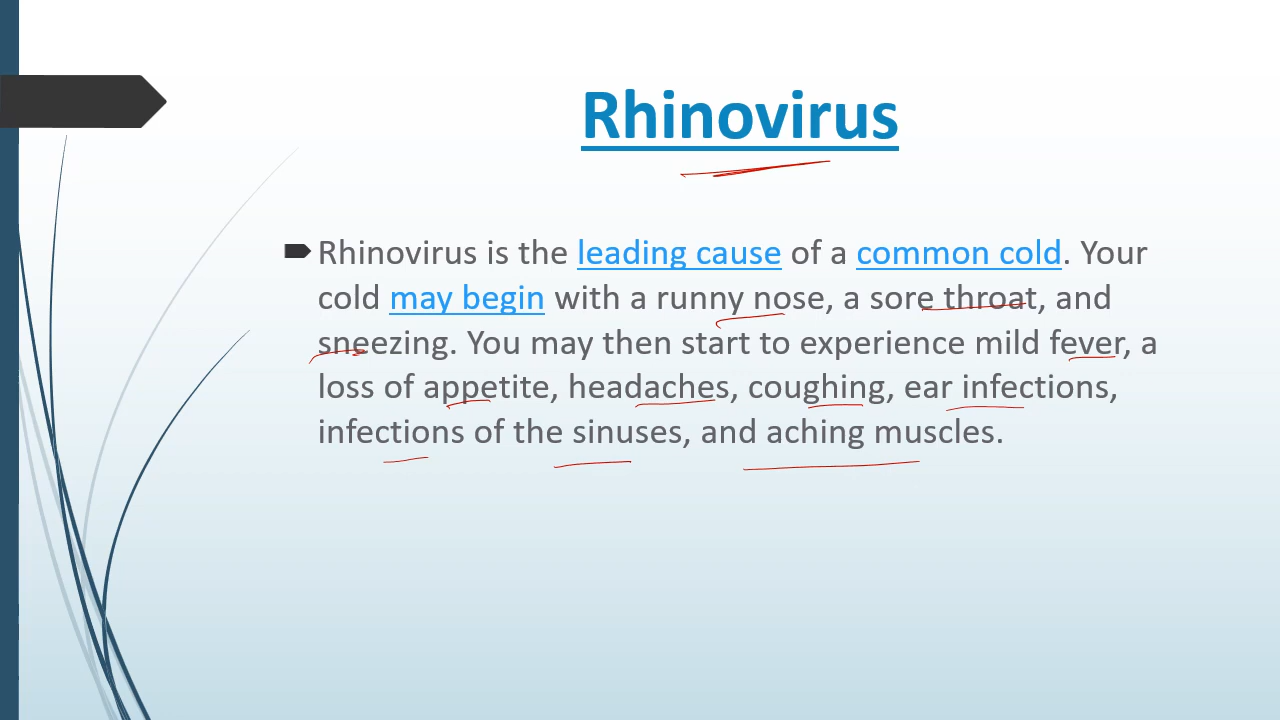 Rhinovirus
Rhinovirus is the leading cause of a common cold. Your
cold may begin with a runny nose, a sore throat, and
sneezing. You may then start to experience mild fever, a
loss of appetite, headaches, coughing, ear infections,
infections of the sinuses, and aching muscles.